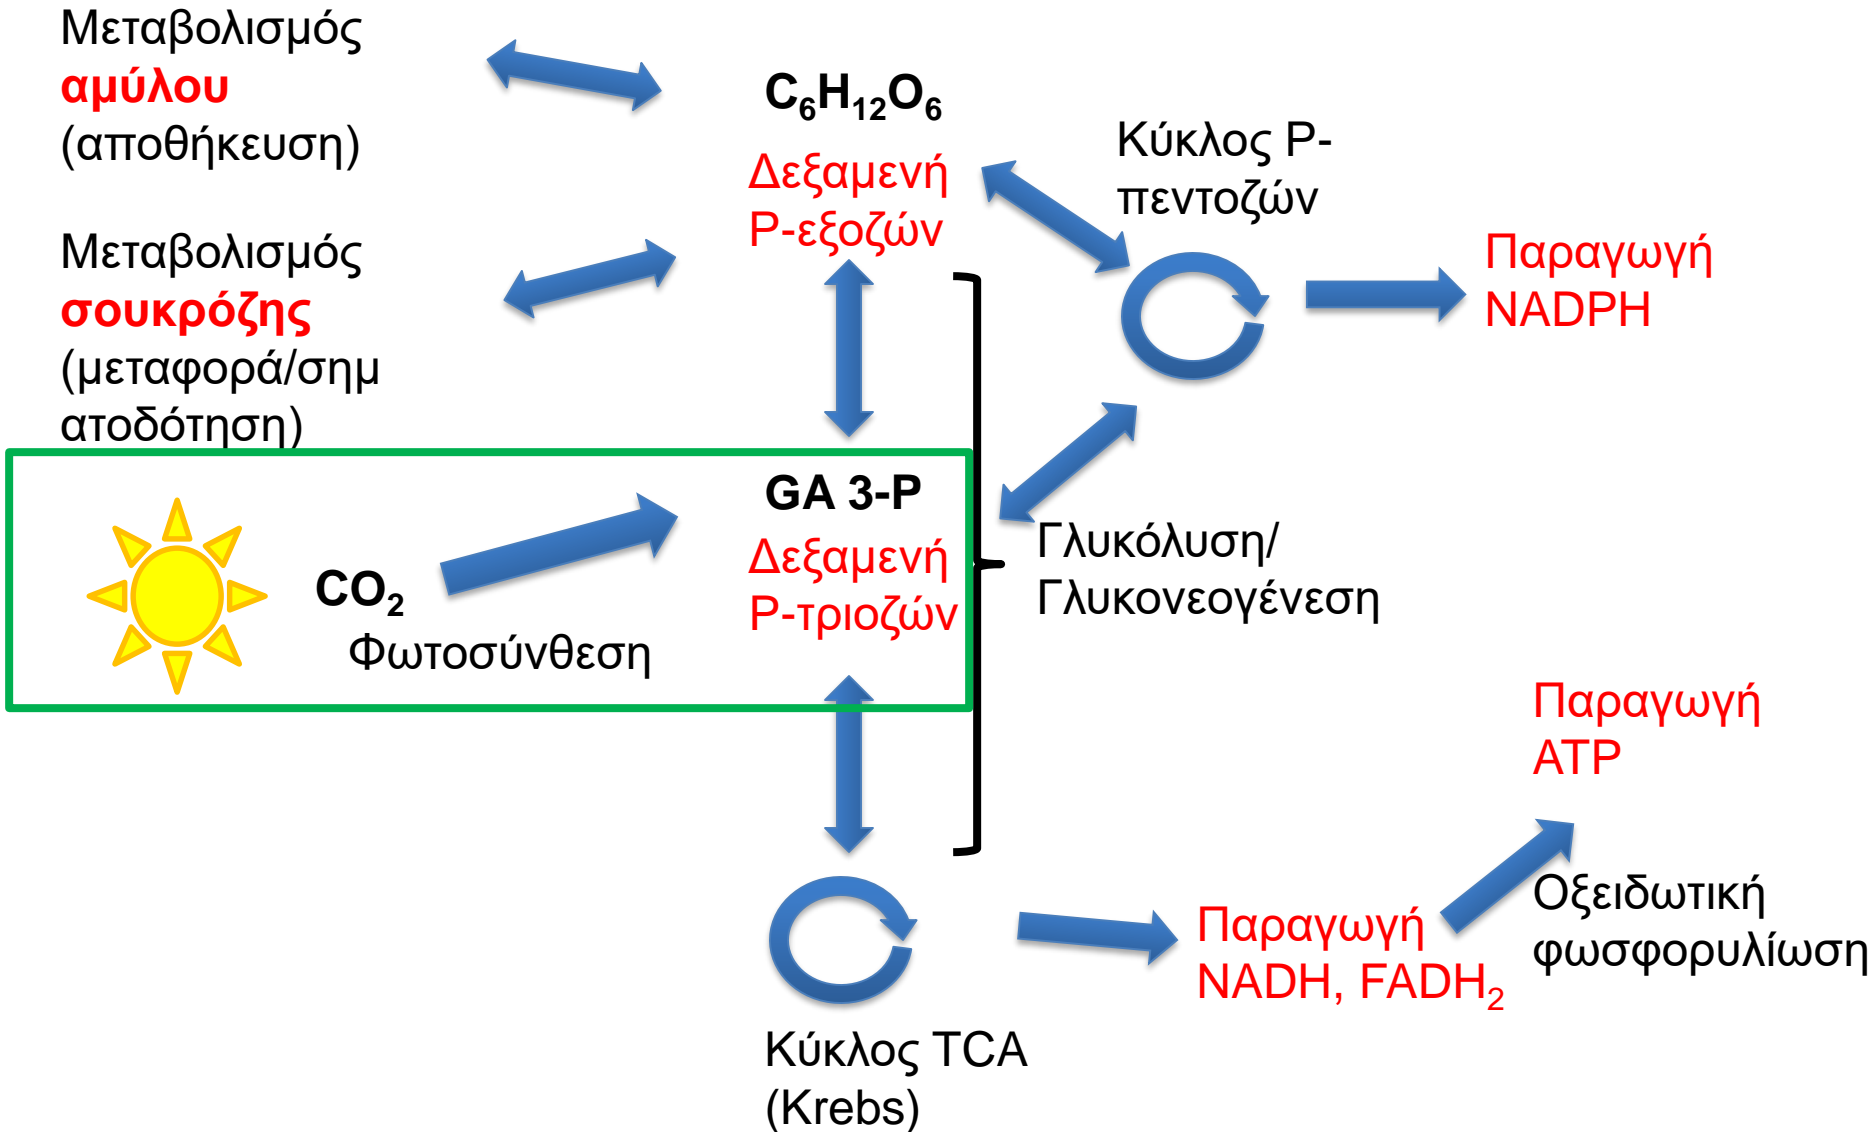 Μεταβολισμός
αμύλου
(αποθήκευση)
C₆H₁₂O₆
Δεξαμενή
P-εξοζών
Κύκλος P-
πεντοζών
Παραγωγή
NADPH
Μεταβολισμός
σουκρόζης
(μεταφορά/σημ
ατοδότηση)
GA 3-P
Δεξαμενή
P-τριοζών
CO₂
Φωτοσύνθεση
Γλυκόλυση/
Γλυκονεογένεση
Παραγωγή
ATP
Οξειδωτική
φωσφορυλίωση
Παραγωγή
NADH, FADH₂
Κύκλος TCA
(Krebs)